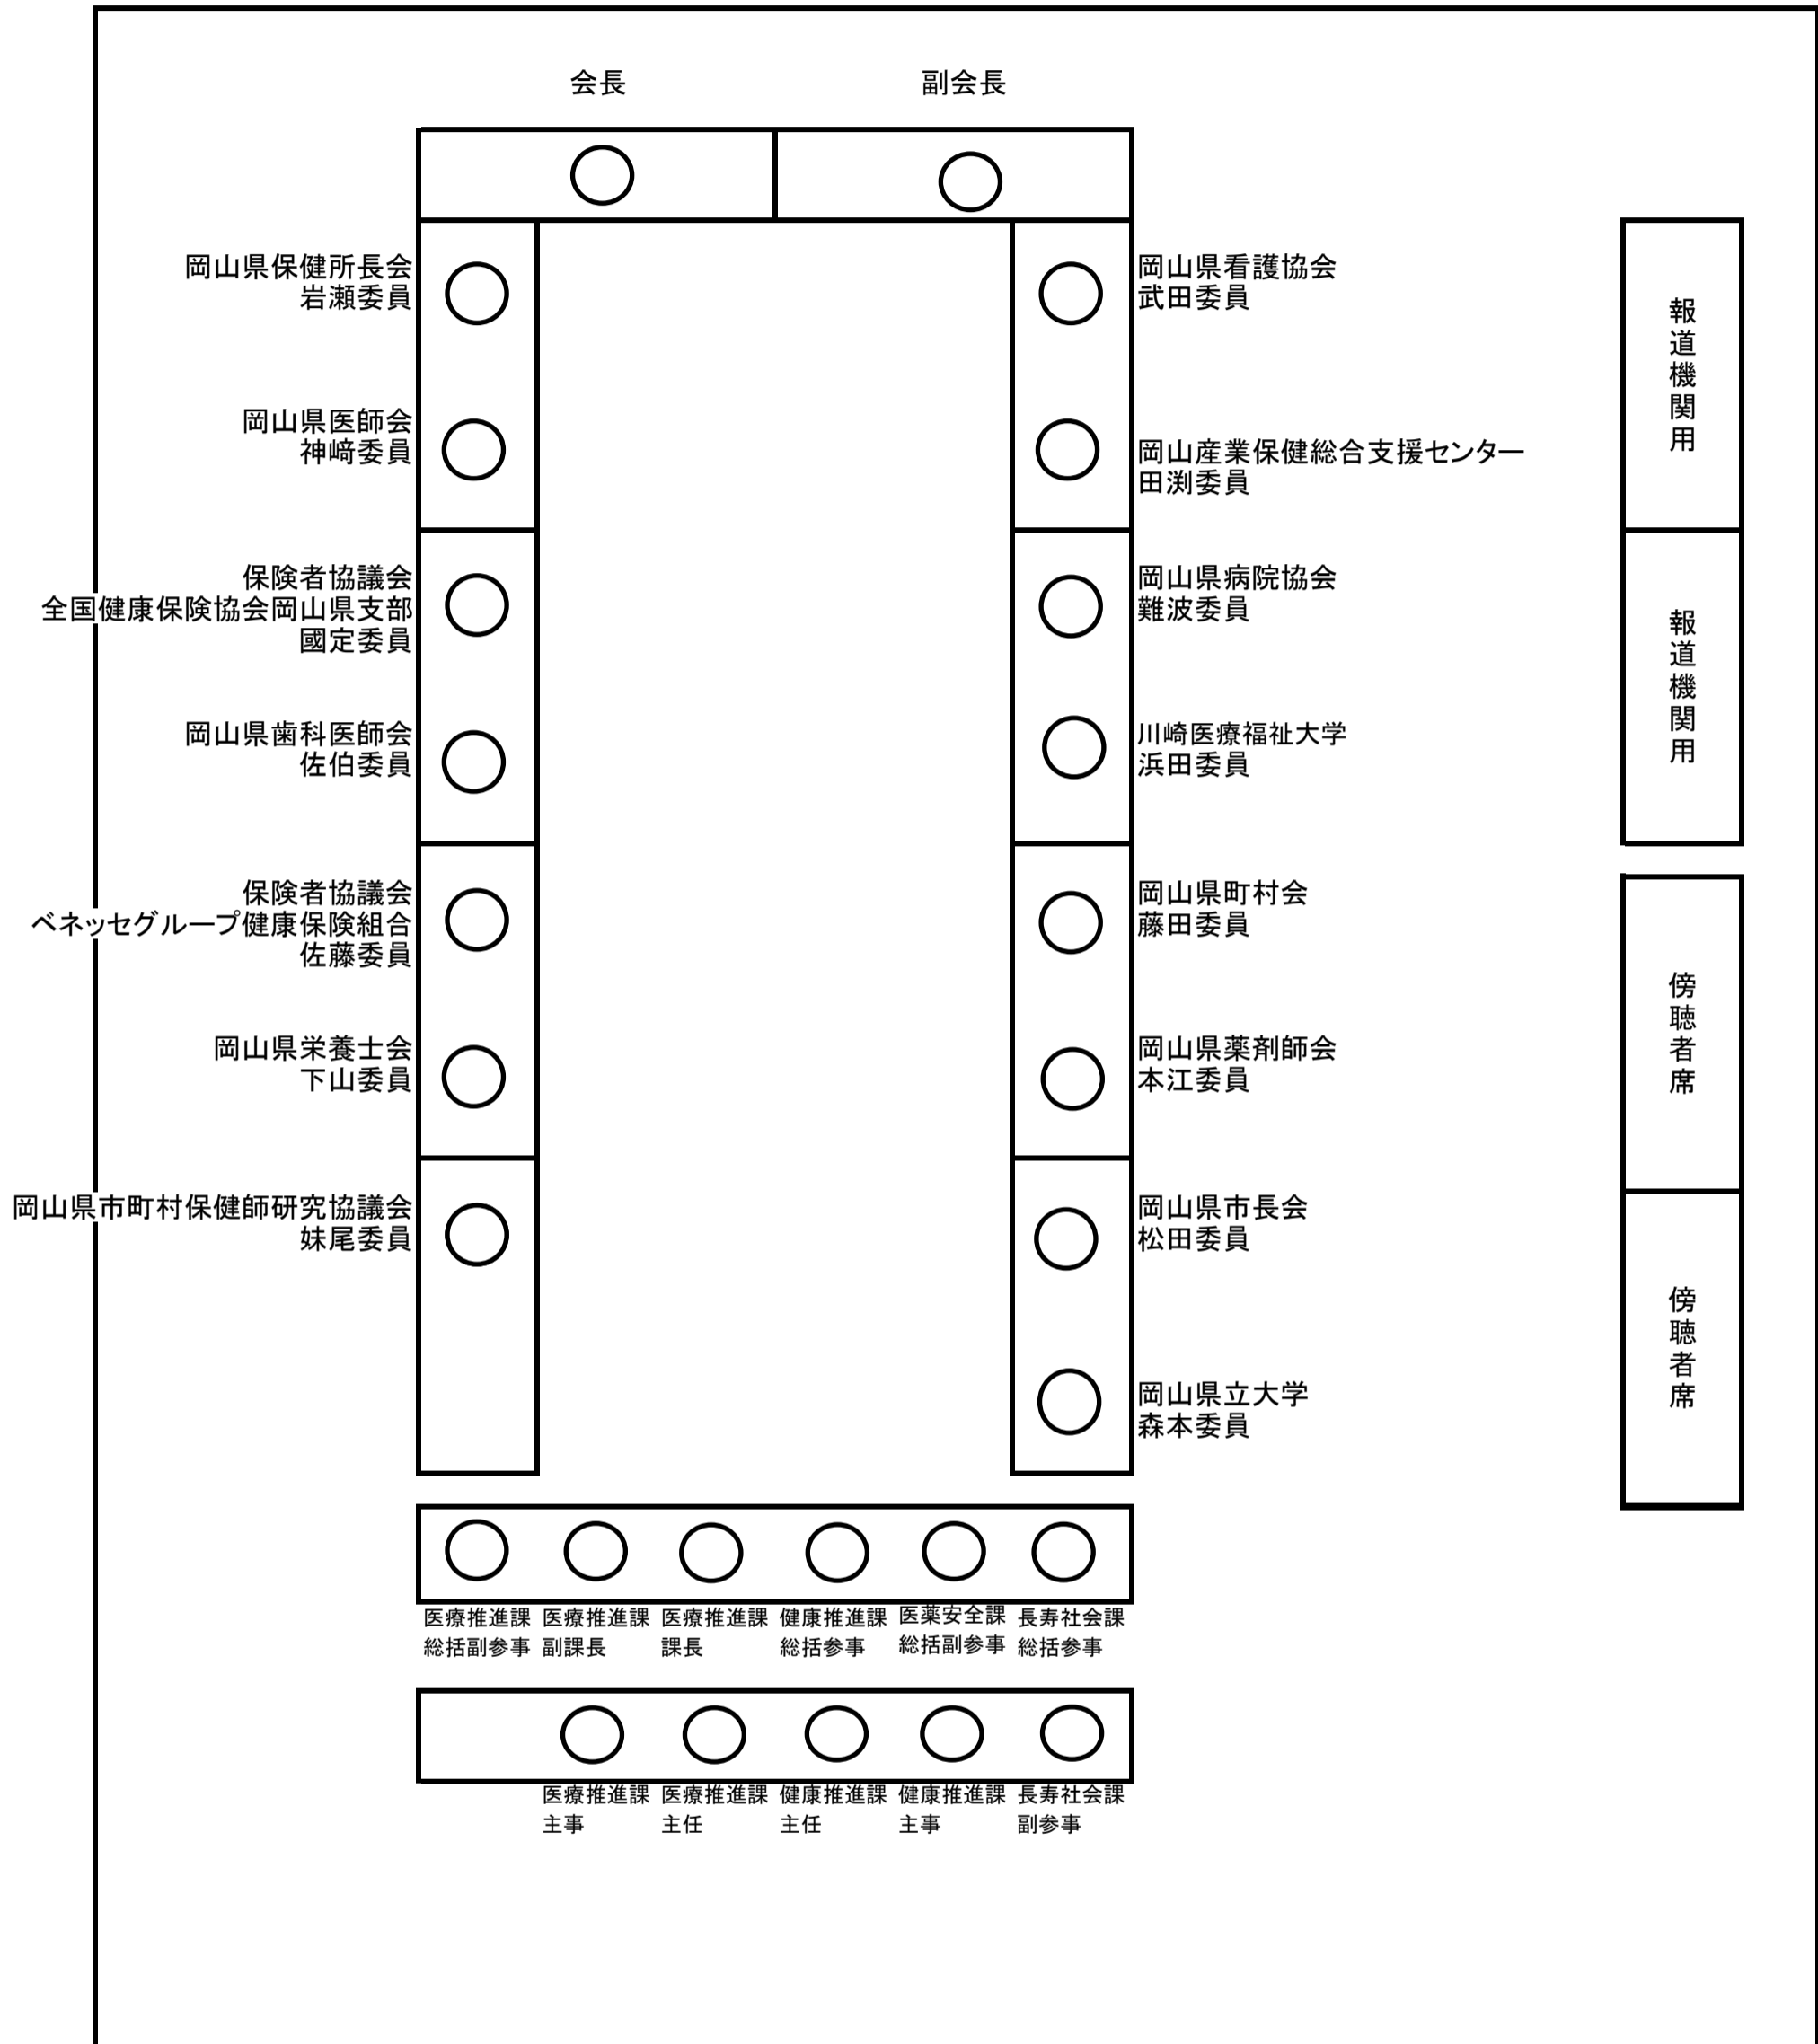 会長
副会長
岡山県保健所長会
岩瀬委員
岡山県医師会
神﨑委員
保険者協議会
全国健康保険協会岡山県支部
國定委員
岡山県歯科医師会
佐伯委員
保険者協議会
ベネッセグループ健康保険組合
佐藤委員
岡山県栄養士会
下山委員
岡山県市町村保健師研究協議会
妹尾委員
岡山県看護協会
武田委員
岡山産業保健総合支援センター
田渕委員
岡山県病院協会
難波委員
川崎医療福祉大学
浜田委員
岡山県町村会
藤田委員
岡山県薬剤師会
本江委員
岡山県市長会
松田委員
岡山県立大学
森本委員
報道機関用
報道機関用
傍聴者席
傍聴者席
医療推進課
総括副参事
医療推進課
副課長
医療推進課
課長
健康推進課
総括参事
医薬安全課
総括副参事
長寿社会課
総括参事
医療推進課
主事
医療推進課
主任
健康推進課
主任
健康推進課
主事
長寿社会課
副参事